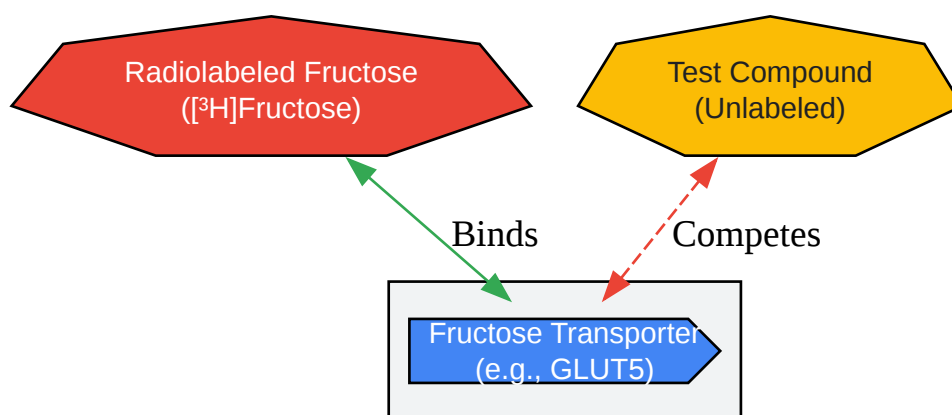 Radiolabeled Fructose
([³H]Fructose)
Test Compound
(Unlabeled)
Binds
Competes
Fructose Transporter
(e.g., GLUT5)